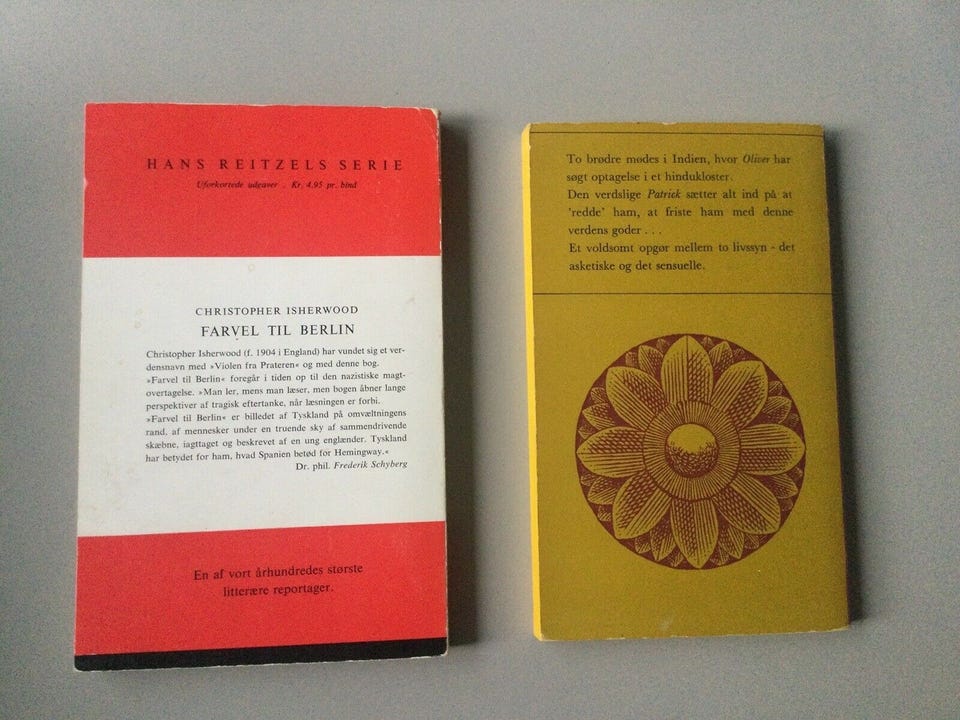 HANS REITZELS SERIE
Uforkortede udgaver . Kr. 4.95 pr. bind
CHRISTOPHER ISHERWOOD
FARVEL TIL BERLIN
Christopher Isherwood (f. 1904 i England) har vundet sig et ver-
densnavn med »Violen fra Prateren« og med denne bog.
»Farvel til Berlin« foregår i tiden op til den nazistiske magt-
overtagelse. »Man ler, mens man læser, men bogen åbner lange
perspektiver af tragisk eftertanke, når læsningen er forbi.
»Farvel til Berlin« er billedet af Tyskland på omvæltningens
rand, af mennesker under en truende sky af sammendrivende
skæbne, iagttaget og beskrevet af en ung englænder. Tyskland
har betydet for ham, hvad Spanien betød for Hemingway.«
Dr. phil. Frederik Schyberg
En af vort århundredes største
litterære reportager.
To brødre mødes i Indien, hvor Oliver har
søgt optagelse i et hindukloster.
Den verdslige Patrick sætter alt ind på at
'redde' ham, at friste ham med denne
verdens goder . . .
Et voldsomt opgør mellem to livssyn - det
asketiske og det sensuelle.